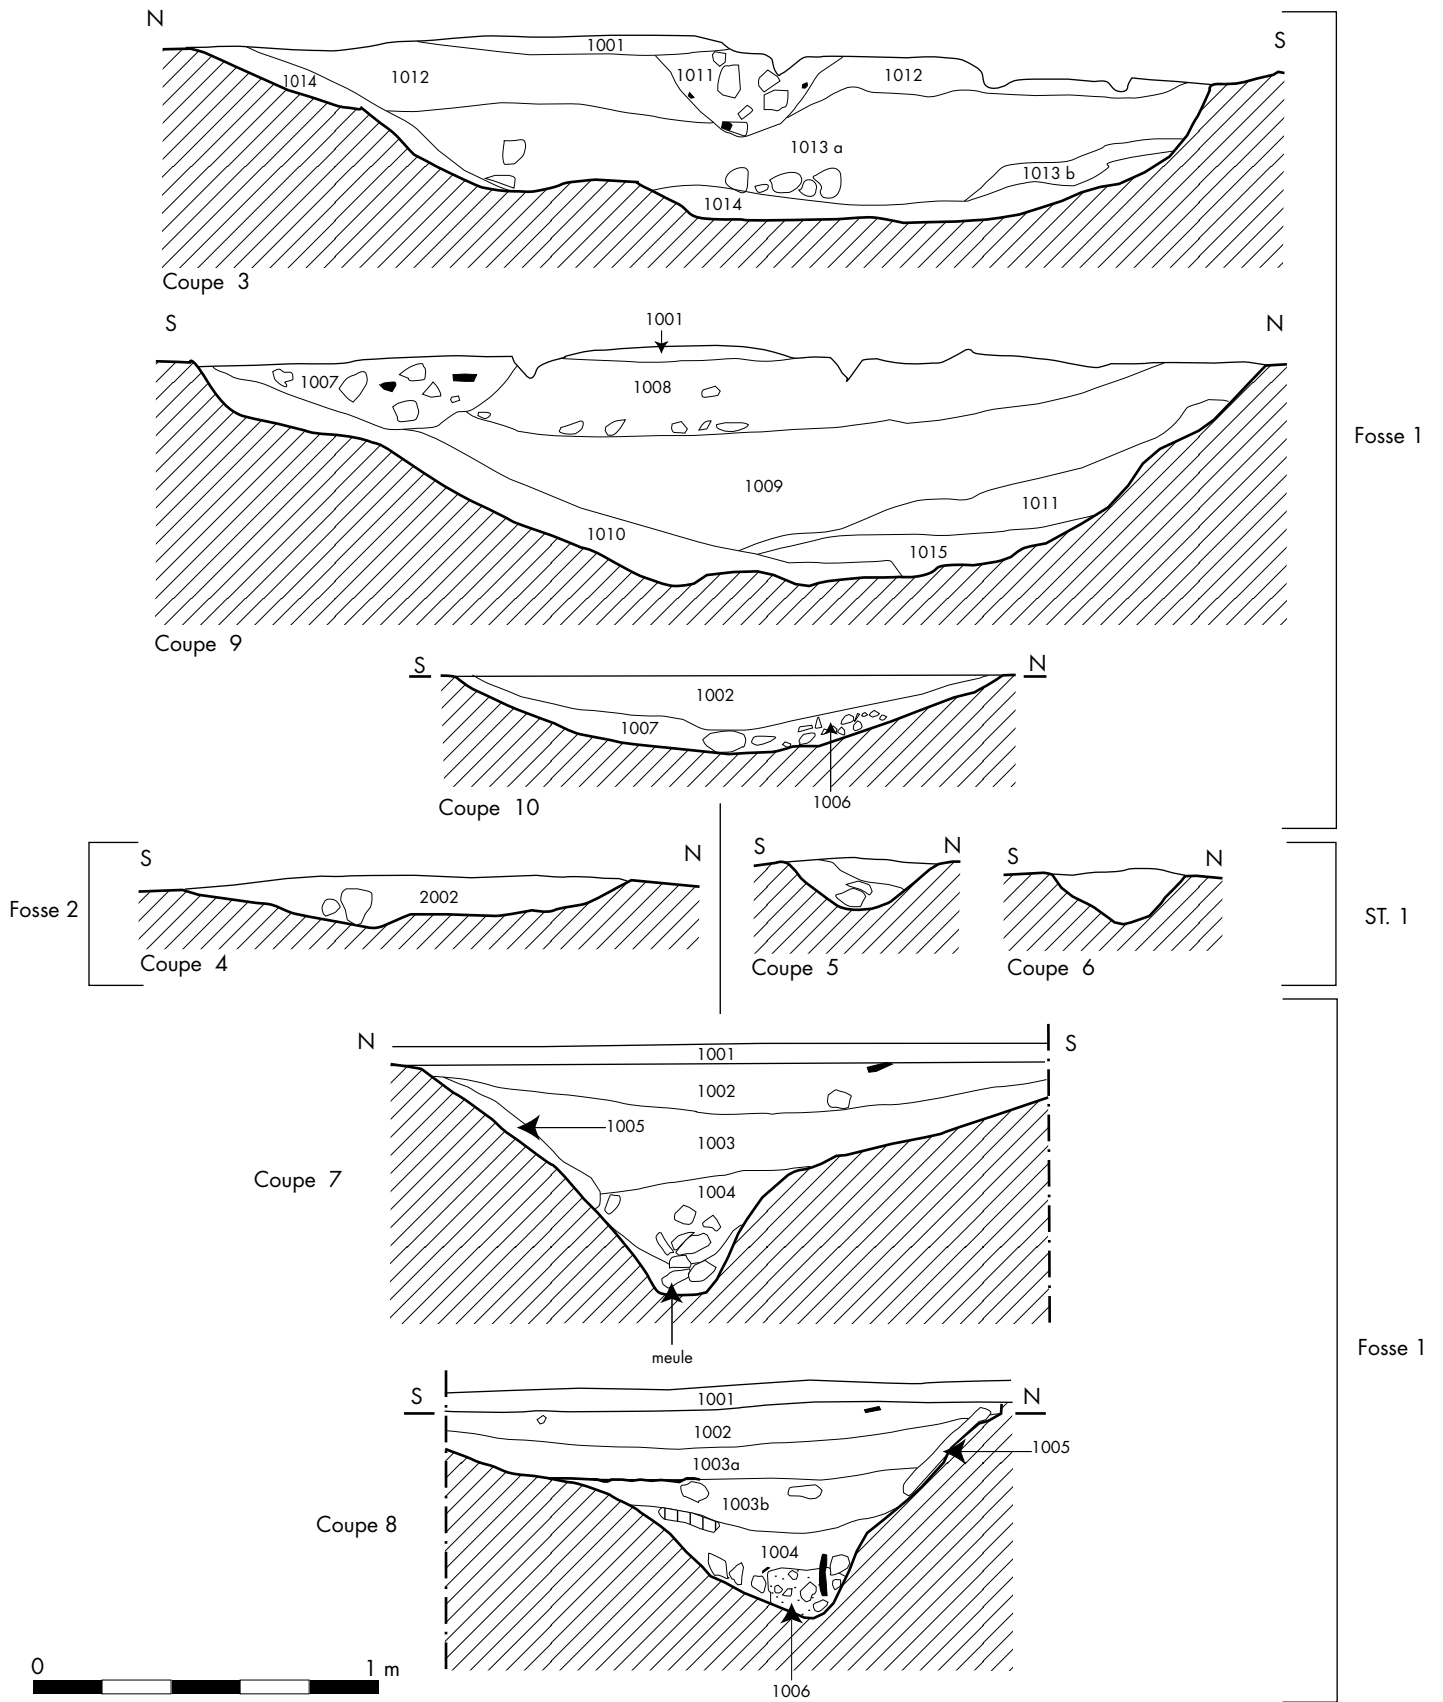 N
S
1001
1014
1012
1011
1012
1013 a
1013 b
1014
Coupe 3
S
N
1001
1007
1008
1009
1011
1010
1015
Coupe 9
Fosse 1
S
N
1002
1007
1006
Coupe 10
S
N
2002
Fosse 2
Coupe 4
S
N
Coupe 5
S
N
Coupe 6
ST. 1
N
S
1001
1002
1005
1003
1004
Coupe 7
meule
Fosse 1
S
N
1001
1002
1005
1003a
1003b
Coupe 8
1004
1006
0 1 m